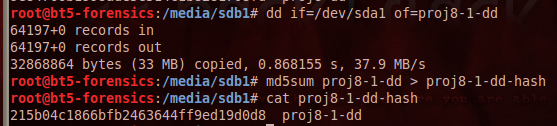 root@bt5-forensics:/media/sdb1# dd if=/dev/sda1 of=proj8-1-dd
64197+0 records in
64197+0 records out
32868864 bytes (33 MB) copied, 0.868155 s, 37.9 MB/s
root@bt5-forensics:/media/sdb1# md5sum proj8-1-dd > proj8-1-dd-hash
root@bt5-forensics:/media/sdb1# cat proj8-1-dd-hash
215b04c1866bfb2463644ff9ed19d0d8  proj8-1-dd